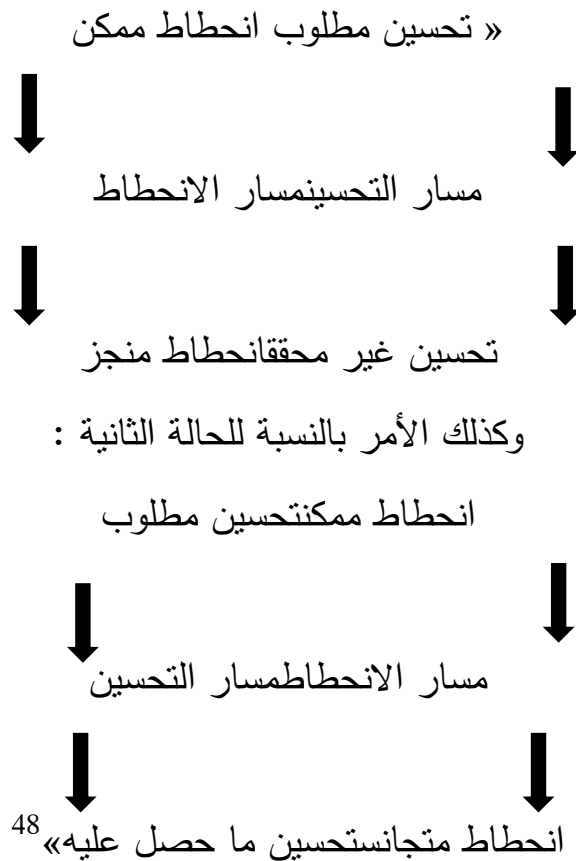 « تحسين مطلوب انحطاط ممكن
مسار التحسينمسار الانحطاط
تحسين غير محققانحطاط منجز
وكذلك الأمر بالنسبة للحالة الثانية :
انحطاط ممكنتحسين مطلوب
مسار الانحطاطمسار التحسين
انحطاط متجانستحسين ما حصل عليه»48